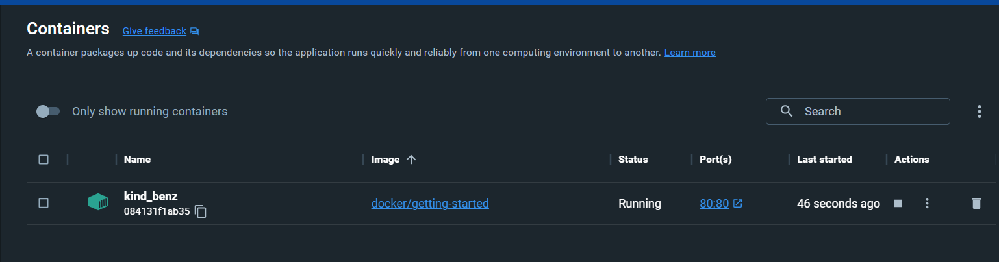 Containers Give feedback
A container packages up code and its dependencies so the application runs quickly and reliably from one computing environment to another. Learn more
Only show running containers Search
Name Image Status Port(s) Last started Actions
kind_benz
084131f1ab35 docker/getting-started Running 80:80 46 seconds ago